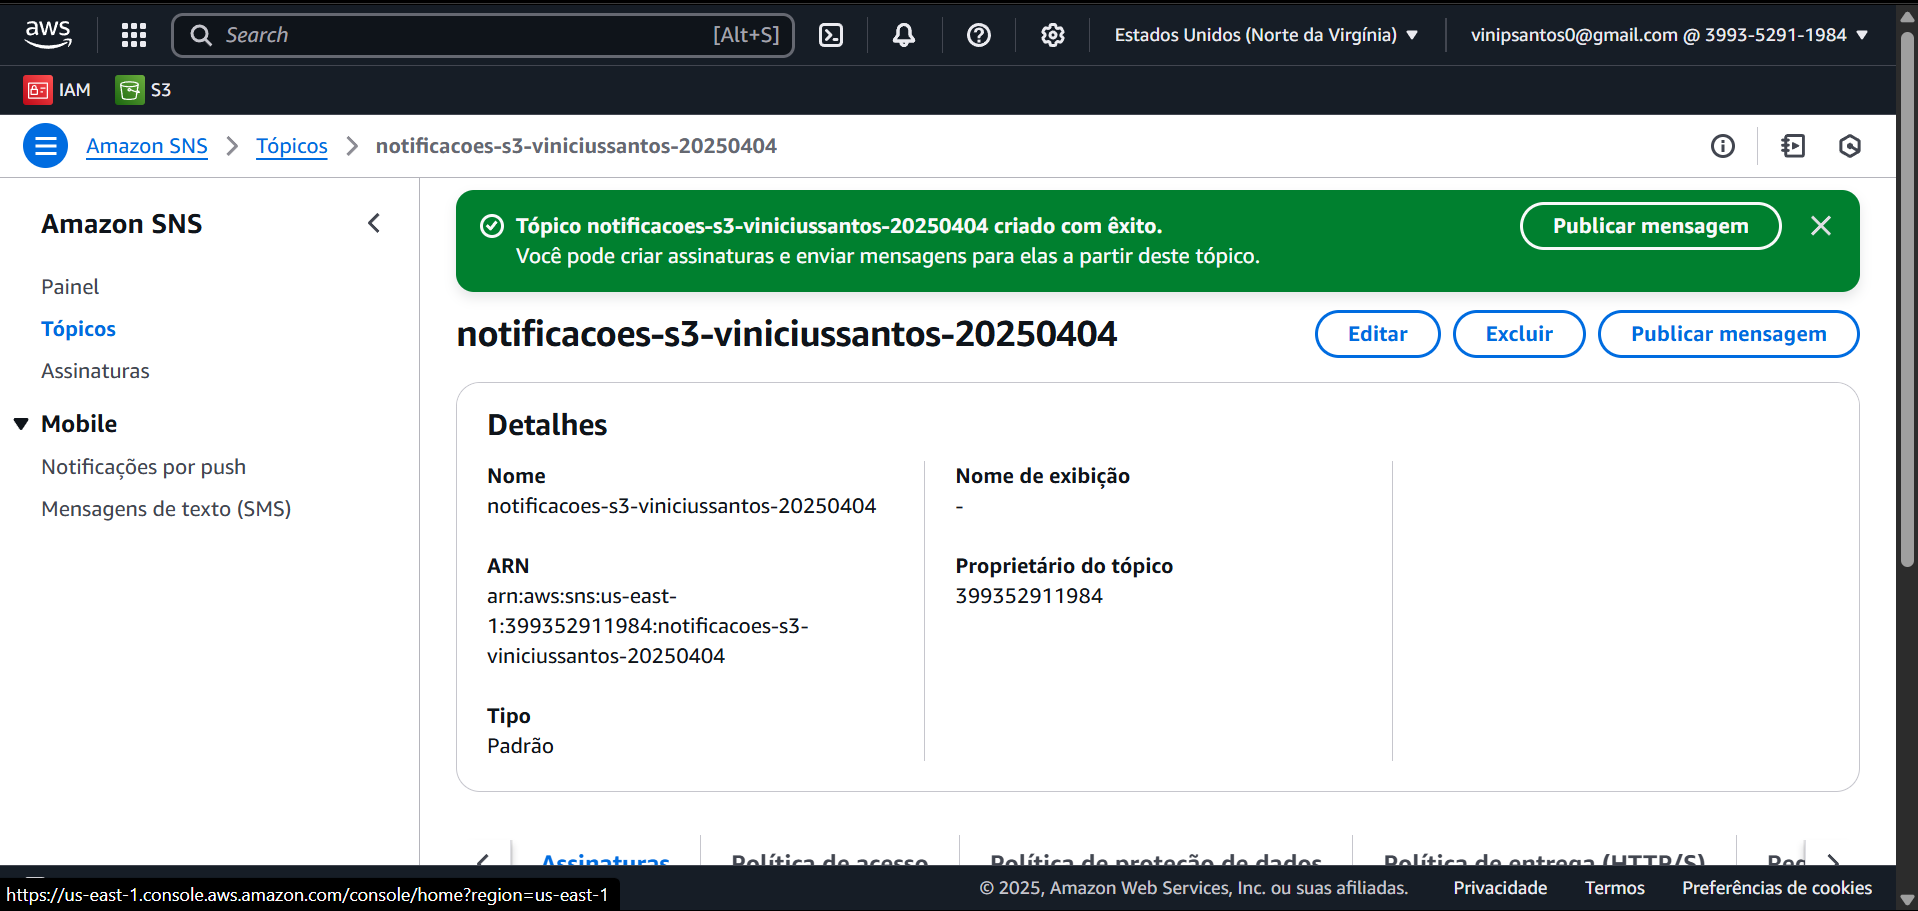 aws
Search [Alt+S]
Estados Unidos (Norte da Virgínia)
vinipsantos0@gmail.com @ 3993-5291-1984
IAM
S3
Amazon SNS
Tópicos
notificacoes-s3-viniciussantos-20250404
Amazon SNS
Painel
Tópicos
Assinaturas
Mobile
Notificações por push
Mensagens de texto (SMS)
Tópico notificacoes-s3-viniciussantos-20250404 criado com êxito.
Você pode criar assinaturas e enviar mensagens para elas a partir deste tópico.
Publicar mensagem
notificacoes-s3-viniciussantos-20250404
Editar
Excluir
Publicar mensagem
Detalhes
Nome
notificacoes-s3-viniciussantos-20250404
ARN
arn:aws:sns:us-east-
1:399352911984:notificacoes-s3-
viniciussantos-20250404
Tipo
Padrão
Nome de exibição
-
Proprietário do tópico
399352911984
Assinaturas
Política de acesso
Política de proteção de dados
Política de entrega (HTTP/S)
https://us-east-1.console.aws.amazon.com/console/home?region=us-east-1
© 2025, Amazon Web Services, Inc. ou suas afiliadas.
Privacidade
Termos
Preferências de cookies